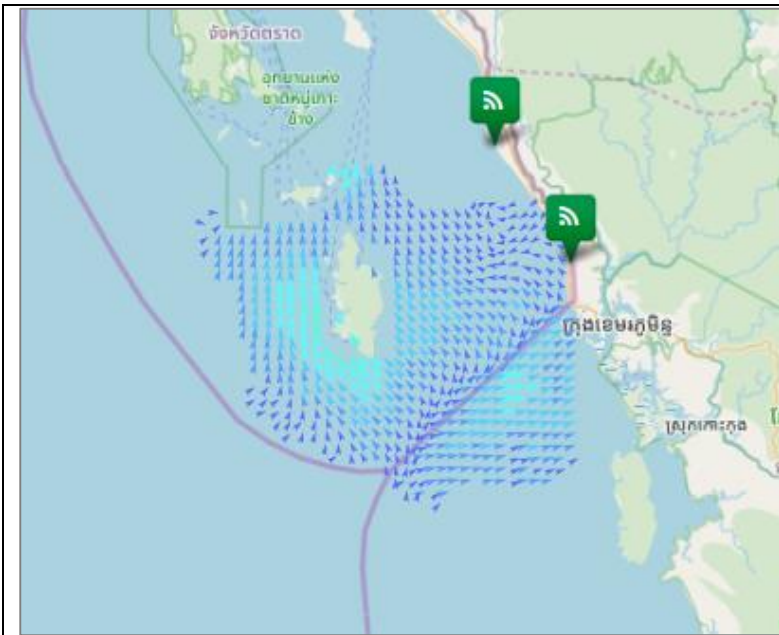 จังหวัดตราด
อุทยานแห่ง
ชาติหมู่เกาะ
ช้าง
ក្រុងខេមរភូមិន្ទ
ស្រុកកោះកុង